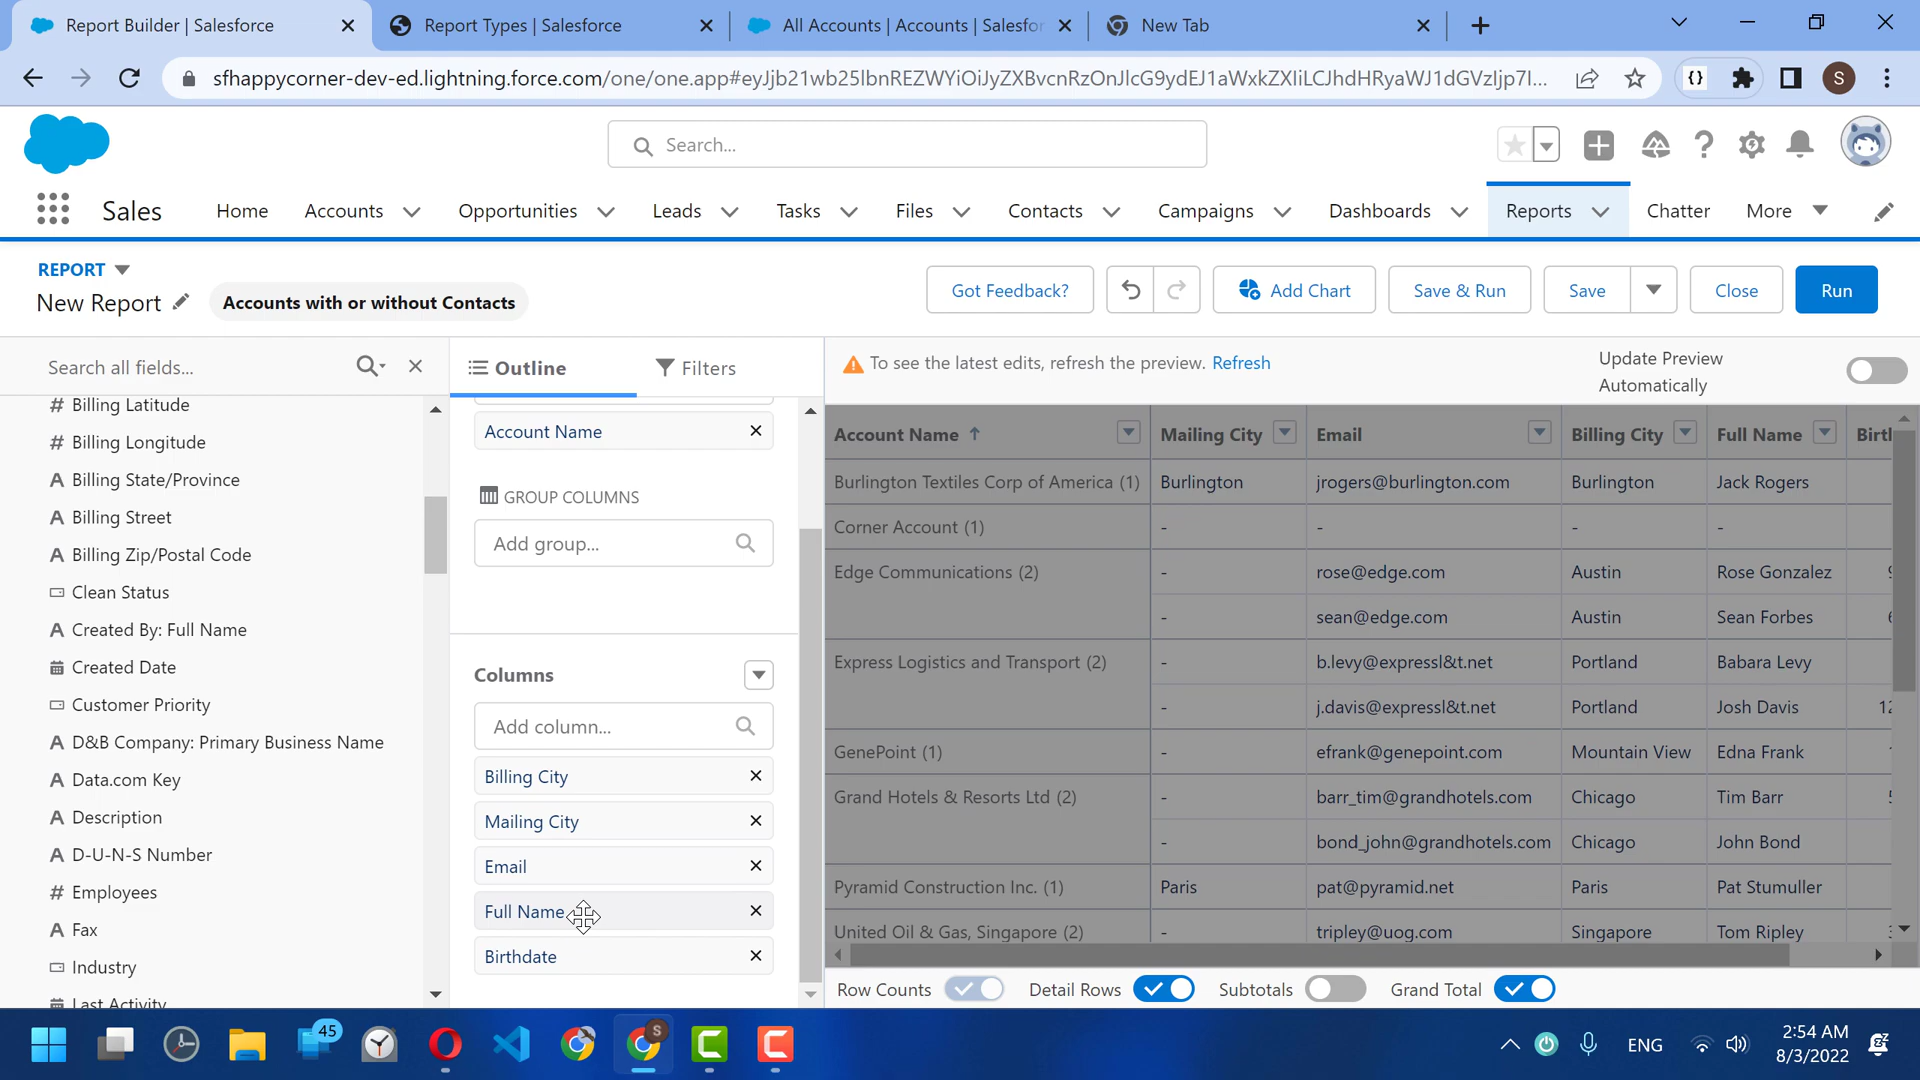 Report Builder | Salesforce
Report Types | Salesforce
All Accounts | Accounts | Salesfor
New Tab
sfhappycorner-dev-ed.lightning.force.com/one/one.app#eyJjb21wb25lbnREZWYiOiJyZXBvcnRzOnJlcG9ydEJ1aWxkZXIiLCJhdHRyaWJ1dGVzIjp7I...
S
Search...
Sales
Home
Accounts
Opportunities
Leads
Tasks
Files
Contacts
Campaigns
Dashboards
Reports
Chatter
More
REPORT
New Report
Accounts with or without Contacts
Got Feedback?
Add Chart
Save & Run
Save
Close
Run
Search all fields...
Billing Latitude
Billing Longitude
Billing State/Province
Billing Street
Billing Zip/Postal Code
Clean Status
Created By: Full Name
Created Date
Customer Priority
D&B Company: Primary Business Name
Data.com Key
Description
D-U-N-S Number
Employees
Fax
Industry
Last Activity
Outline
Filters
Account Name
GROUP COLUMNS
Add group...
Columns
Add column...
Billing City
Mailing City
Email
Full Name
Birthdate
To see the latest edits, refresh the preview. Refresh
Update Preview
Automatically
Account Name Mailing City Email Billing City Full Name Birt
Burlington Textiles Corp of America (1) Burlington jrogers@burlington.com Burlington Jack Rogers
Corner Account (1) - - - -
Edge Communications (2) - rose@edge.com Austin Rose Gonzalez
- sean@edge.com Austin Sean Forbes
Express Logistics and Transport (2) - b.levy@expressl&t.net Portland Babara Levy
- j.davis@expressl&t.net Portland Josh Davis 12
GenePoint (1) - efrank@genepoint.com Mountain View Edna Frank
Grand Hotels & Resorts Ltd (2) - barr_tim@grandhotels.com Chicago Tim Barr
- bond_john@grandhotels.com Chicago John Bond
Pyramid Construction Inc. (1) Paris pat@pyramid.net Paris Pat Stumuller
United Oil & Gas, Singapore (2) - tripley@uog.com Singapore Tom Ripley
Row Counts
Detail Rows
Subtotals
Grand Total
45
S
ENG
2:54 AM
8/3/2022